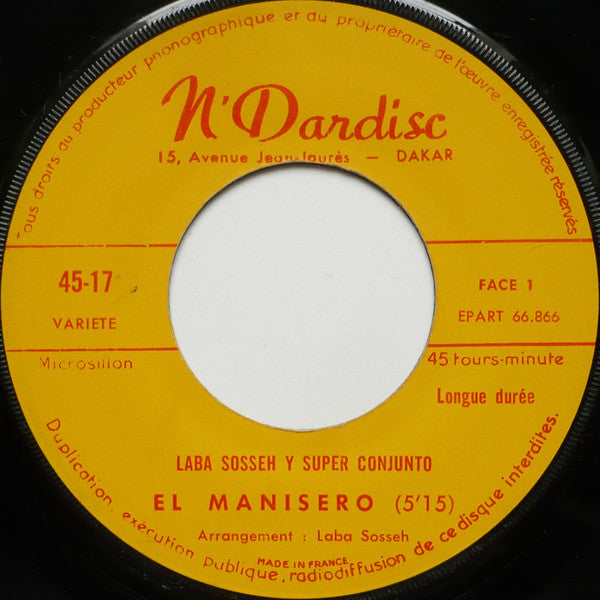 Tous droits du producteur phonographique et du propriétaire de l'œuvre enregistrée réservés
N'Dardisc
15, Avenue Jean-Jaurès — DAKAR
45-17
VARIETE
FACE 1
EPART 66.866
Microsillon
45 tours-minute
Longue durée
LABA SOSSEH Y SUPER CONJUNTO
EL MANISERO (5'15)
Arrangement : Laba Sosseh
MADE IN FRANCE
Duplication, exécution publique, radiodiffusion de ce disque interdites.